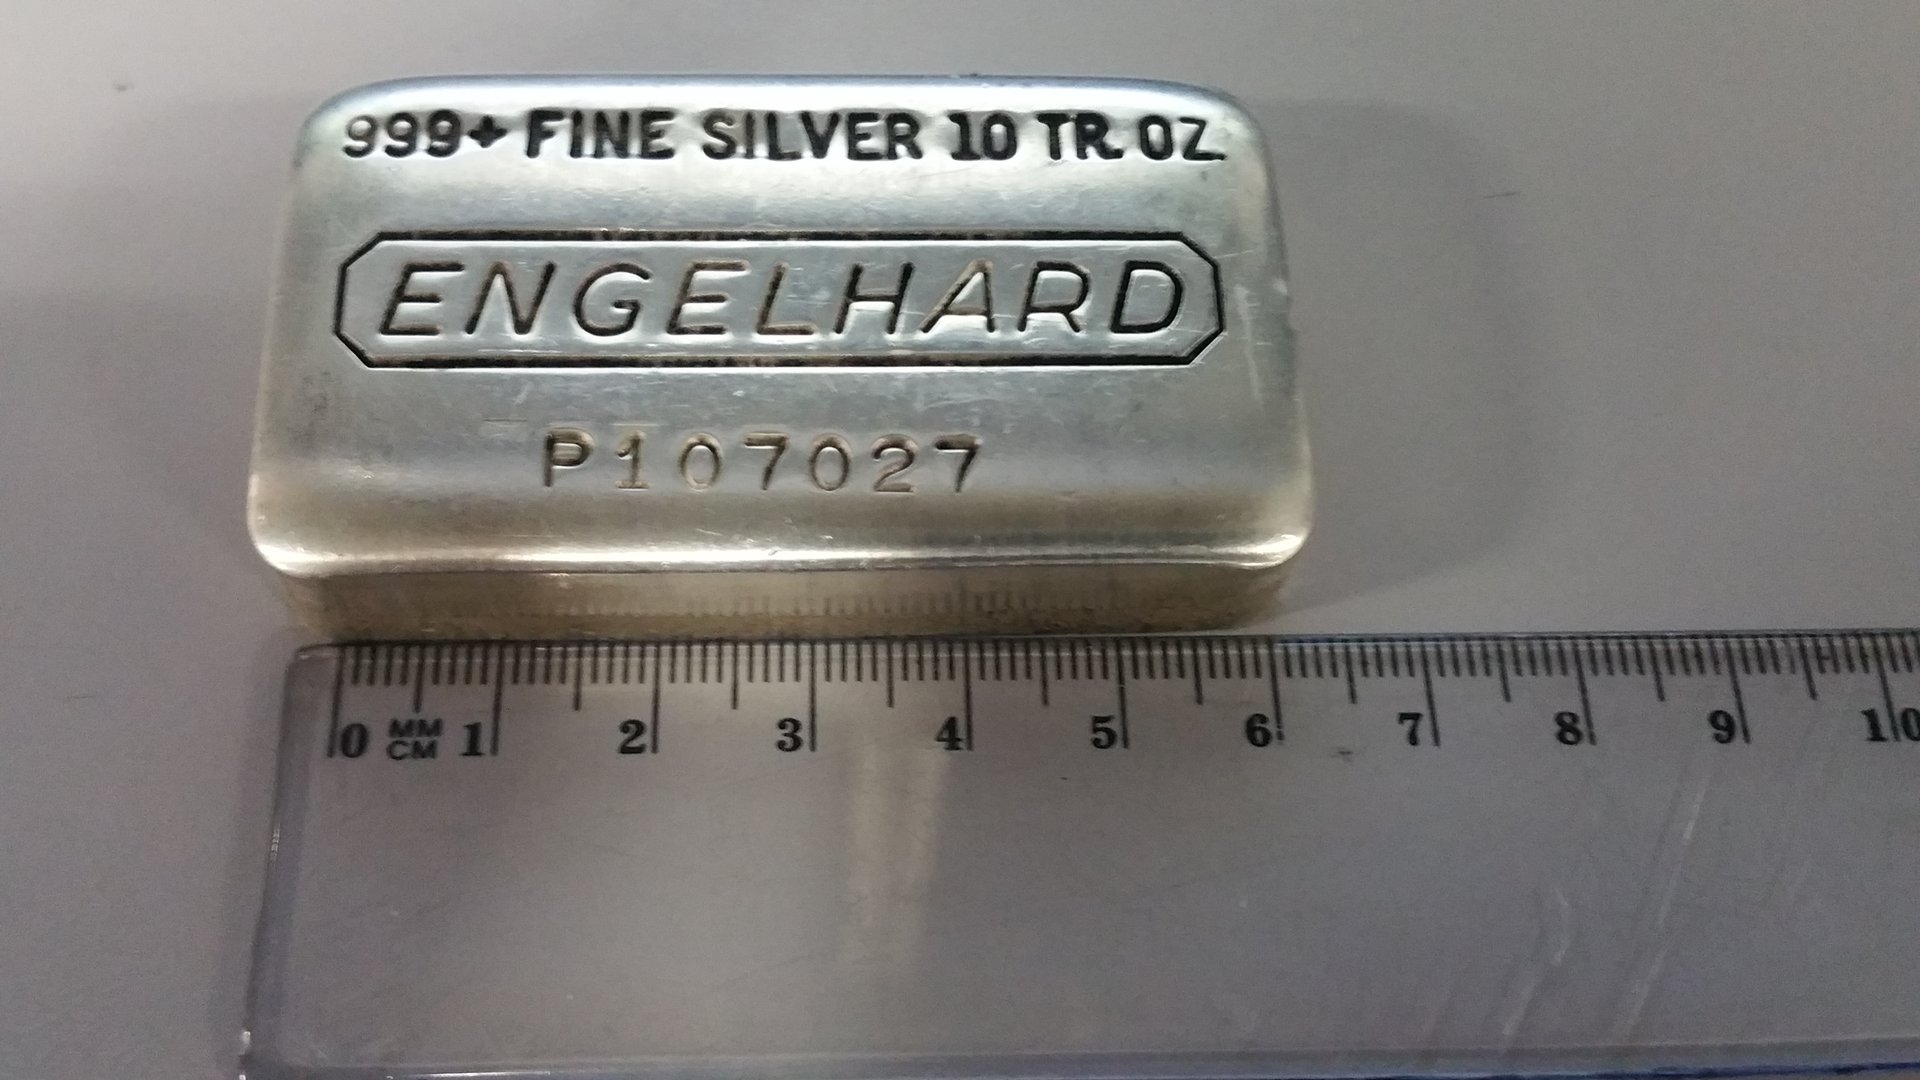 999+ FINE SILVER 10 TR. OZ.
ENGELHARD
P107027
0 1 2 3 4 5 6 7 8 9 10
MM
CM